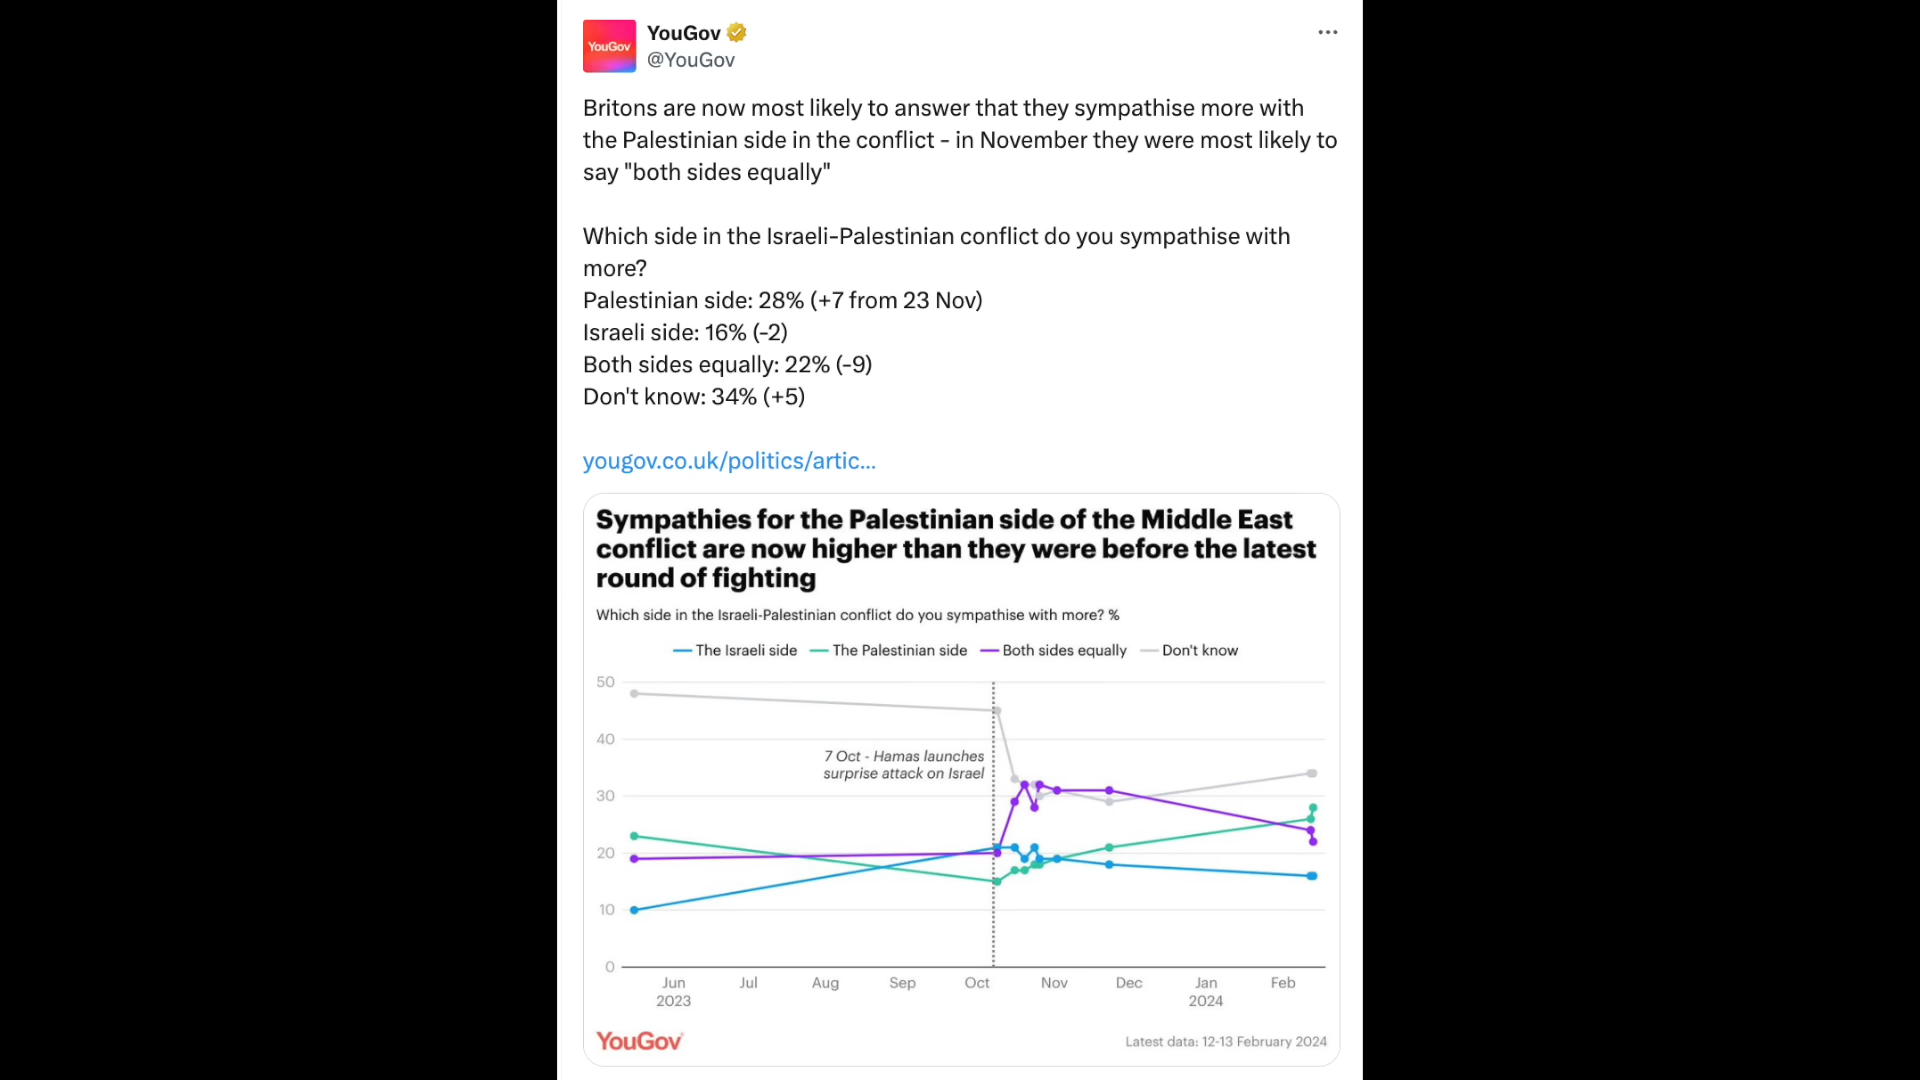 YouGov
YouGov
@YouGov
Britons are now most likely to answer that they sympathise more with
the Palestinian side in the conflict - in November they were most likely to
say "both sides equally"
Which side in the Israeli-Palestinian conflict do you sympathise with
more?
Palestinian side: 28% (+7 from 23 Nov)
Israeli side: 16% (-2)
Both sides equally: 22% (-9)
Don't know: 34% (+5)
yougov.co.uk/politics/artic...
Sympathies for the Palestinian side of the Middle East
conflict are now higher than they were before the latest
round of fighting
Which side in the Israeli-Palestinian conflict do you sympathise with more? %
The Israeli side The Palestinian side Both sides equally Don't know
50
40
7 Oct - Hamas launches
surprise attack on Israel
30
20
10
0
Jun Jul Aug Sep Oct Nov Dec Jan Feb
2023 2024
YouGov Latest data: 12-13 February 2024